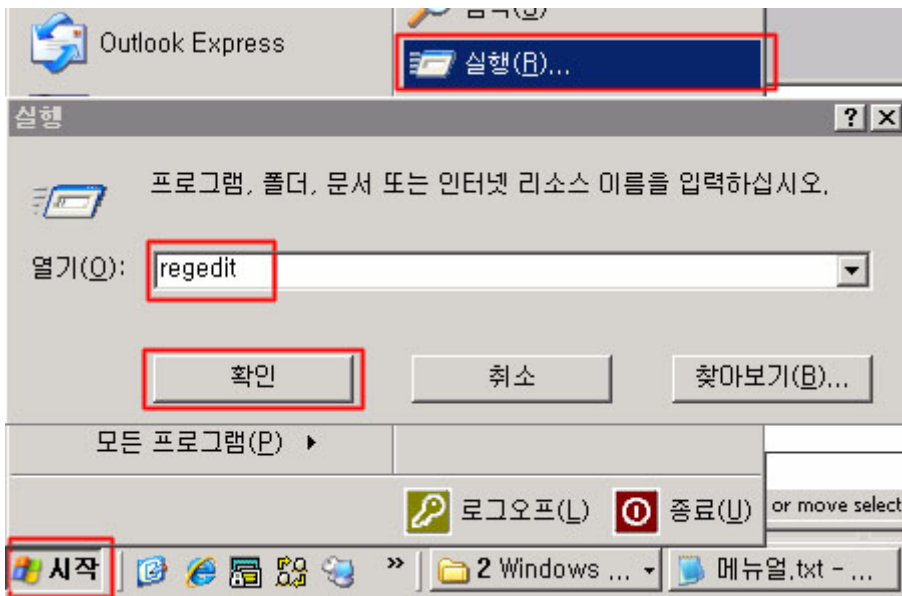 Outlook Express
실행(R)...
실행
프로그램, 폴더, 문서 또는 인터넷 리소스 이름을 입력하십시오.
열기(O):
regedit
확인
취소
찾아보기(B)...
모든 프로그램(P)
로그오프(L)
종료(U)
or move select
시작
2 Windows ...
메뉴얼.txt - ...